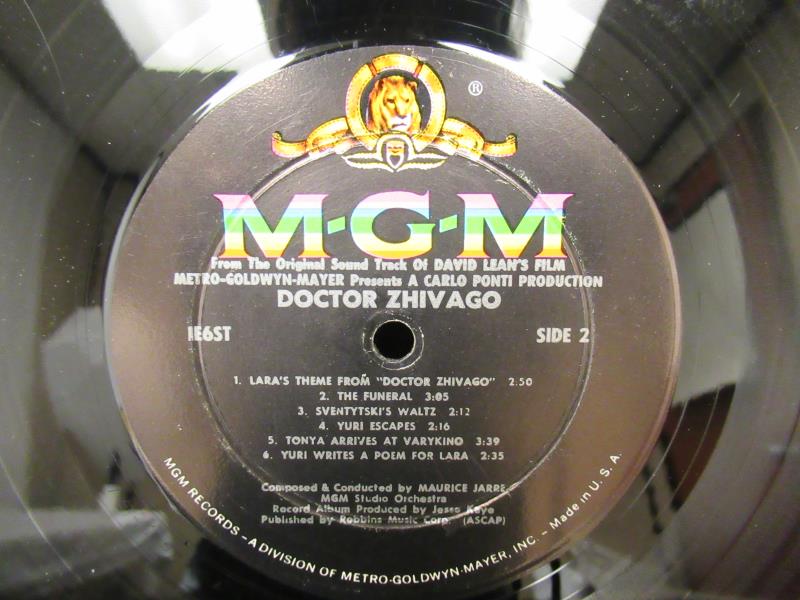 ®
M-G-M
From The Original Sound Track Of DAVID LEAN'S FILM
METRO-GOLDWYN-MAYER Presents A CARLO PONTI PRODUCTION
DOCTOR ZHIVAGO
1E6ST SIDE 2
1. LARA'S THEME FROM "DOCTOR ZHIVAGO" 2:50
2. THE FUNERAL 3:05
3. SVENTYTSKI'S WALTZ 2:12
4. YURI ESCAPES 2:16
5. TONYA ARRIVES AT VARYKINO 3:39
6. YURI WRITES A POEM FOR LARA 2:35
Composed & Conducted by MAURICE JARRE
MGM Studio Orchestra
Record Album Produced by Jesse Kaye
Published by Robbins Music Corp. (ASCAP)
MGM RECORDS – A DIVISION OF METRO-GOLDWYN-MAYER, INC. – Made in U.S.A.